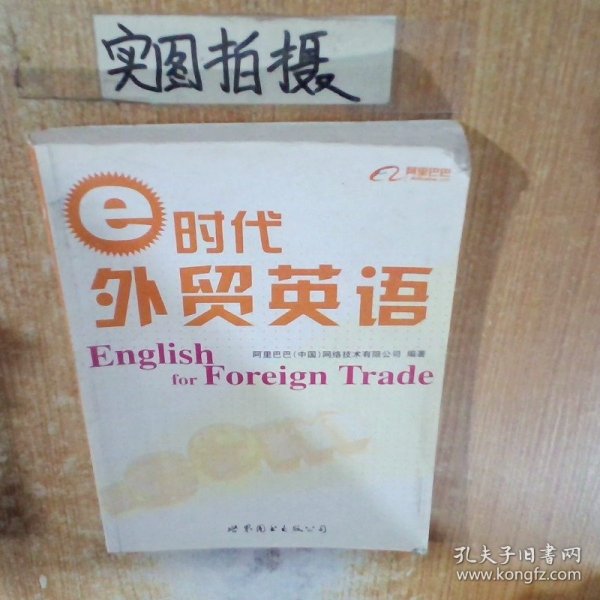 实图拍摄
阿里巴巴
e时代
外贸英语
English
阿里巴巴(中国)网络技术有限公司 编著
for Foreign Trade
世界图书出版公司
孔夫子旧书网
www.kongfz.com